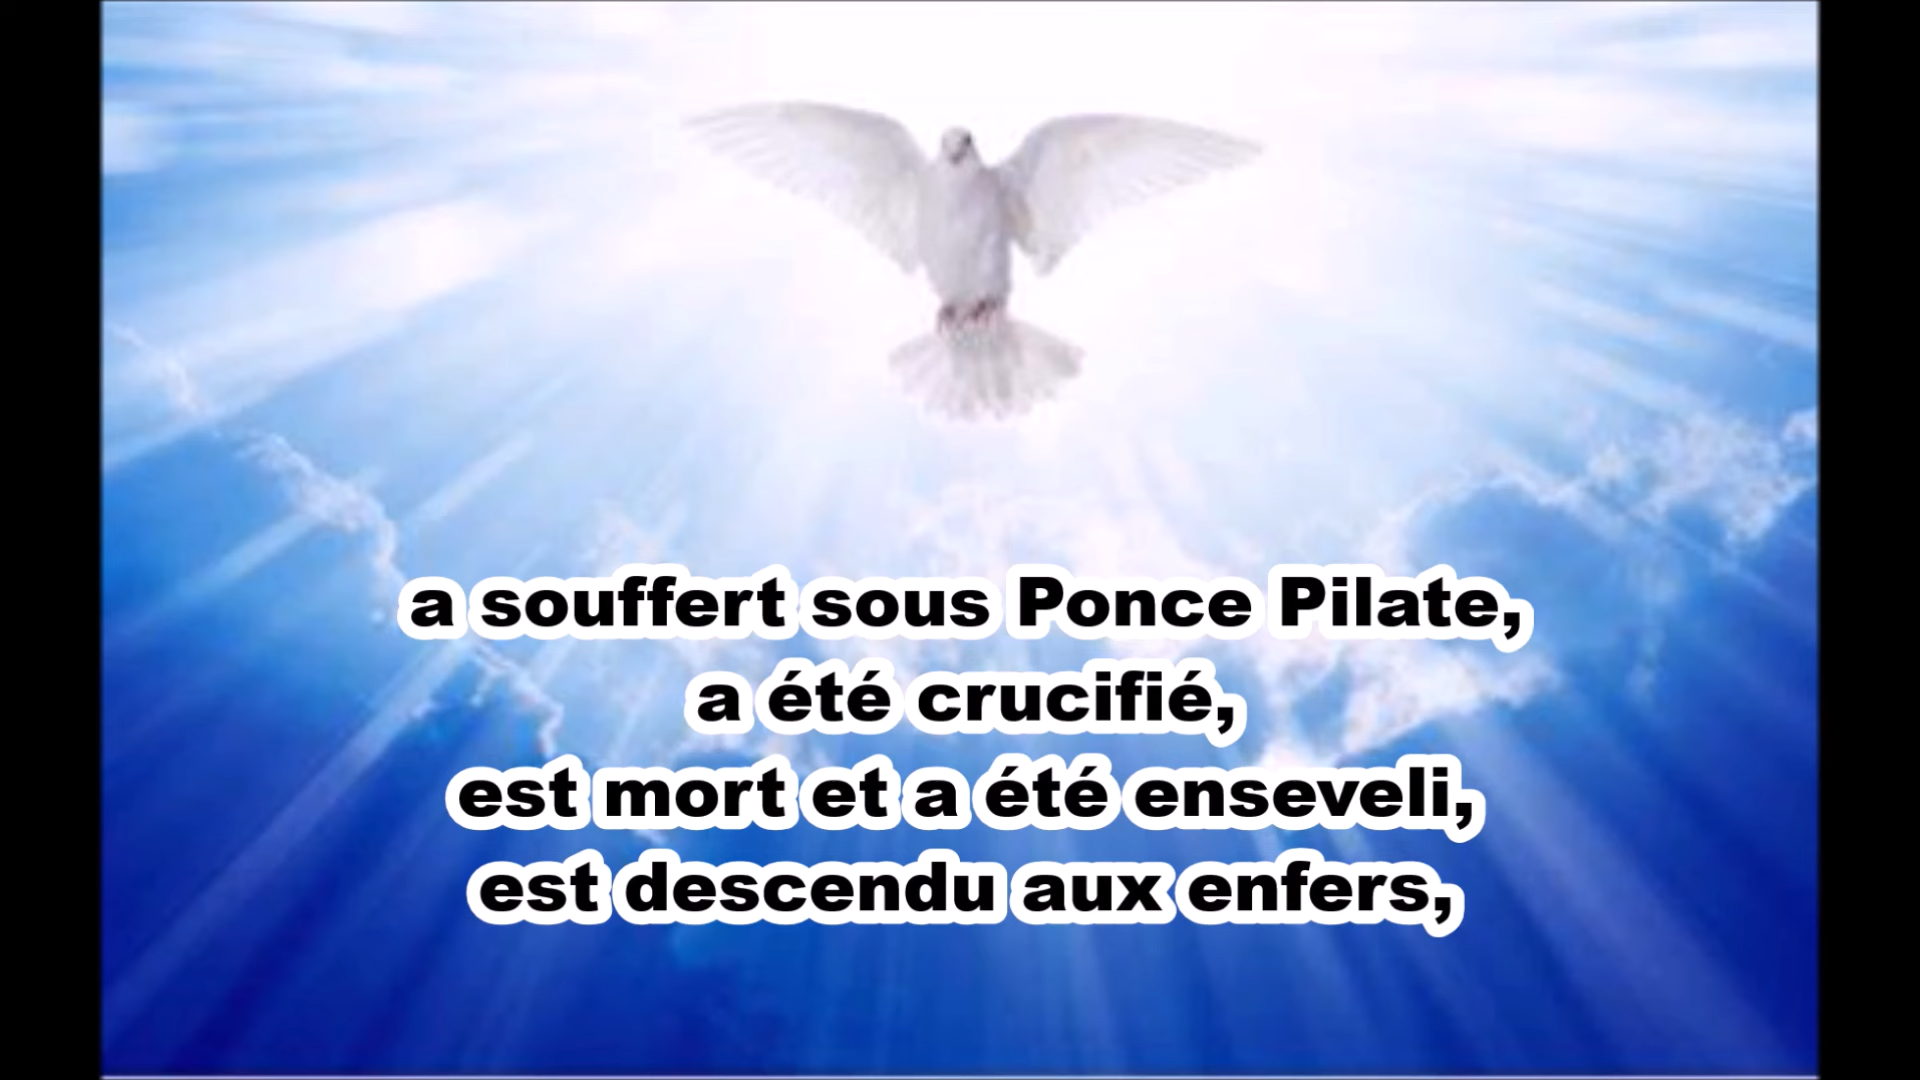 a souffert sous Ponce Pilate,
a été crucifié,
est mort et a été enseveli,
est descendu aux enfers,